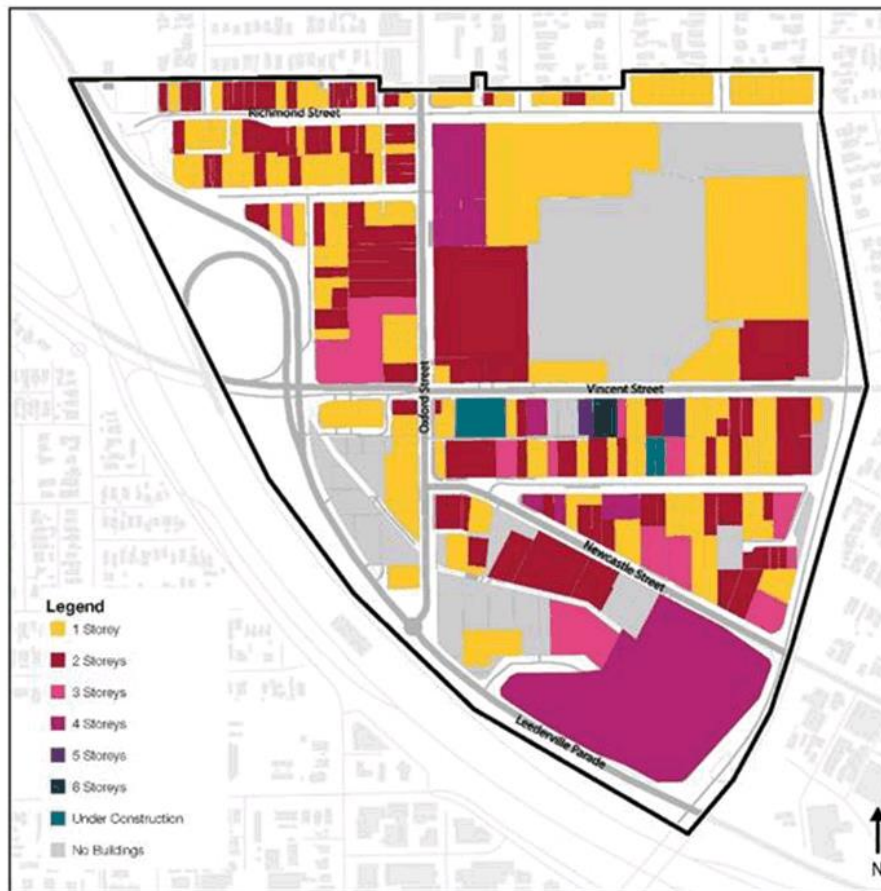 Richmond Street
Oxford Street
Vincent Street
Newcastle Street
Leederville Parade
Legend
1 Storey
2 Storeys
3 Storeys
4 Storeys
5 Storeys
6 Storeys
Under Construction
No Buildings
N